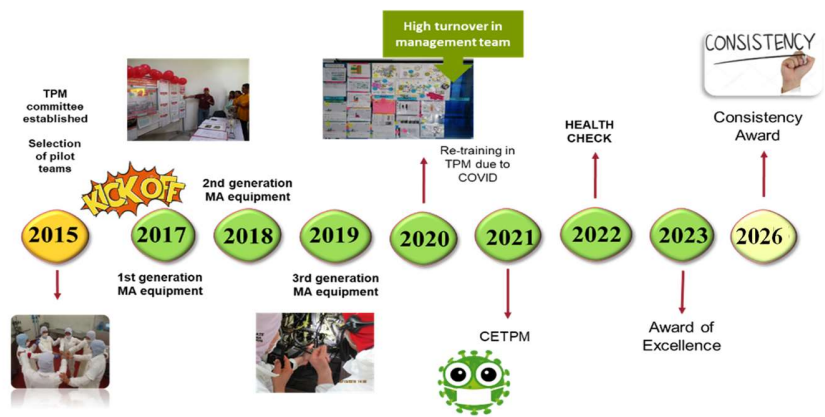 High turnover in
management team
CONSISTENCY
TPM
committee
established
Selection
of pilot
teams
KICK OFF
2nd generation
MA equipment
Re-training in
TPM due to
COVID
HEALTH
CHECK
Consistency
Award
2015
2017
2018
2019
2020
2021
2022
2023
2026
1st generation
MA equipment
3rd generation
MA equipment
CETPM
Award of
Excellence